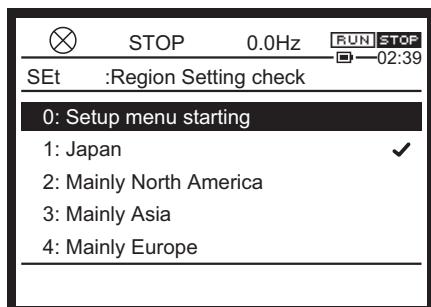 STOP 0.0Hz RUN STOP
02:39
SEt :Region Setting check
0: Setup menu starting
1: Japan
2: Mainly North America
3: Mainly Asia
4: Mainly Europe